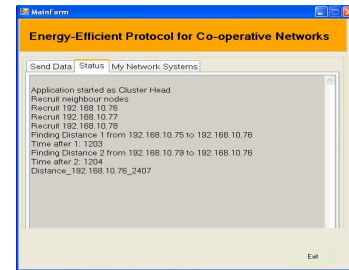 MainForm
Energy-Efficient Protocol for Co-operative Networks
Send Data Status My Network Systems
Application started as Cluster Head
Recruit neighbour nodes
Recruit 192.168.10.76
Recruit 192.168.10.77
Recruit 192.168.10.78
Finding Distance 1 from 192.168.10.75 to 192.168.10.76
Time after 1: 1203
Finding Distance 2 from 192.168.10.79 to 192.168.10.76
Time after 2: 1204
Distance_192.168.10.76_2407
Exit